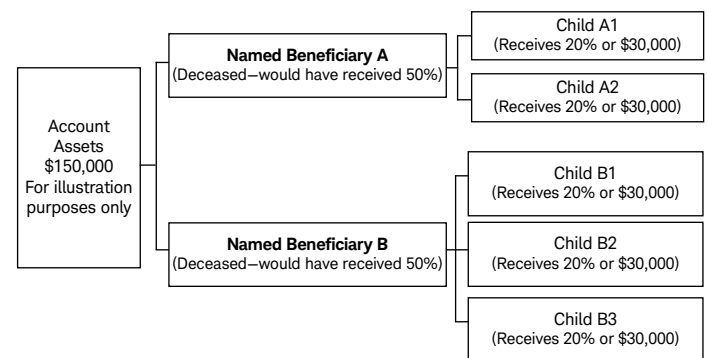 Account
Assets
$150,000
For illustration
purposes only
Named Beneficiary A
(Deceased—would have received 50%)
Child A1
(Receives 20% or $30,000)
Child A2
(Receives 20% or $30,000)
Named Beneficiary B
(Deceased—would have received 50%)
Child B1
(Receives 20% or $30,000)
Child B2
(Receives 20% or $30,000)
Child B3
(Receives 20% or $30,000)